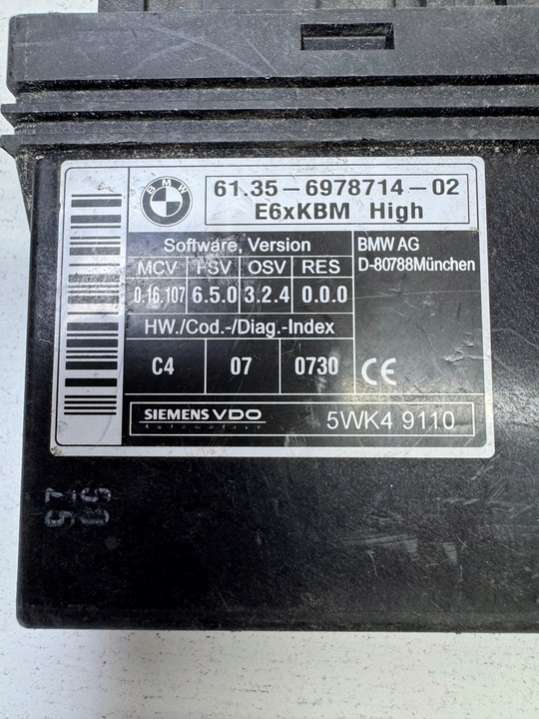 BMW
61.35 - 6978714 - 02
E6xKBM High
Software, Version
MCV FSV OSV RES
0.16.107 6.5.0 3.2.4 0.0.0
HW./Cod.-/Diag.-Index
C4 07 0730
BMW AG
D-80788München
CE
SIEMENS VDO
Automotive
5WK4 9110